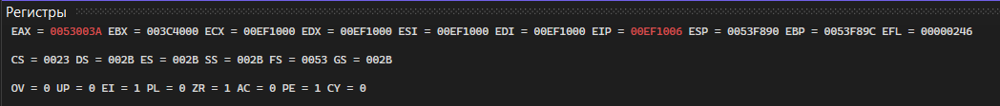 Регистры
EAX = 0053003A EBX = 003C4000 ECX = 00EF1000 EDX = 00EF1000 ESI = 00EF1000 EDI = 00EF1000 EIP = 00EF1006 ESP = 0053F890 EBP = 0053F89C EFL = 00000246
CS = 0023 DS = 002B ES = 002B SS = 002B FS = 0053 GS = 002B
OV = 0 UP = 0 EI = 1 PL = 0 ZR = 1 AC = 0 PE = 1 CY = 0